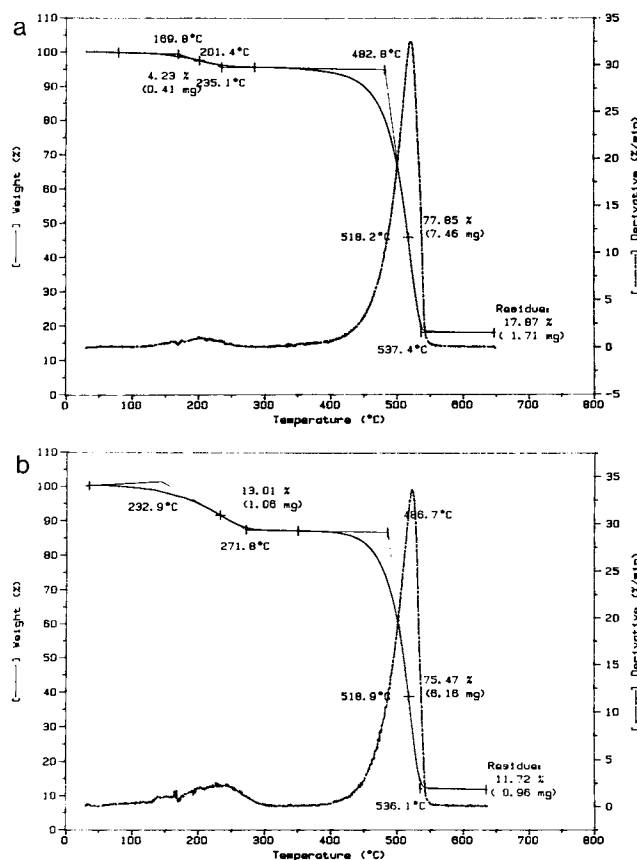 a
110
100
90
80
70
60
50
40
30
20
10
0
[——] Weight (%)
169.8°C
201.4°C
4.23 %
(0.41 mg)
235.1°C
482.8°C
518.2°C
77.85 %
(7.46 mg)
537.4°C
Residue:
17.87 %
( 1.71 mg)
35
30
25
20
15
10
5
0
-5
Derivative (%/min)
0 100 200 300 400 500 600 700 800
Temperature (°C)
b
110
100
90
80
70
60
50
40
30
20
10
0
[——] Weight (%)
232.9°C
13.01 %
(1.06 mg)
271.8°C
486.7°C
518.9°C
75.47 %
(6.16 mg)
536.1°C
Residue:
11.72 %
( 0.96 mg)
35
30
25
20
15
10
5
0
Derivative (%/min)
0 100 200 300 400 500 600 700 800
Temperature (°C)